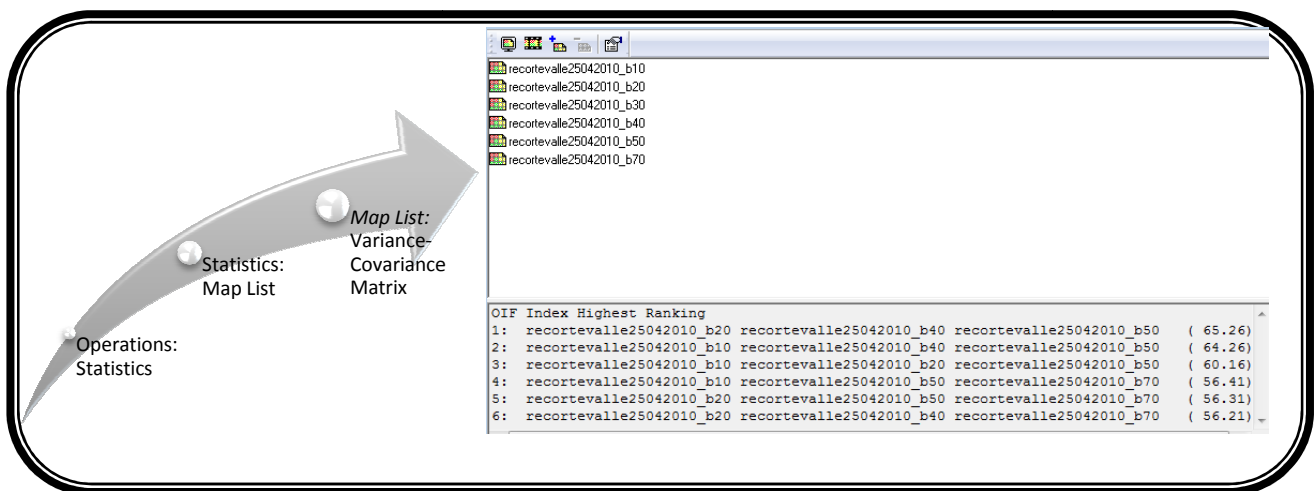 recortevalle25042010_b10
recortevalle25042010_b20
recortevalle25042010_b30
recortevalle25042010_b40
recortevalle25042010_b50
recortevalle25042010_b70
Map List:
Variance-
Covariance
Matrix
Statistics:
Map List
Operations:
Statistics
OIF Index Highest Ranking
1: recortevalle25042010_b20 recortevalle25042010_b40 recortevalle25042010_b50 ( 65.26)
2: recortevalle25042010_b10 recortevalle25042010_b40 recortevalle25042010_b50 ( 64.26)
3: recortevalle25042010_b10 recortevalle25042010_b20 recortevalle25042010_b50 ( 60.16)
4: recortevalle25042010_b10 recortevalle25042010_b50 recortevalle25042010_b70 ( 56.41)
5: recortevalle25042010_b20 recortevalle25042010_b50 recortevalle25042010_b70 ( 56.31)
6: recortevalle25042010_b20 recortevalle25042010_b40 recortevalle25042010_b70 ( 56.21)